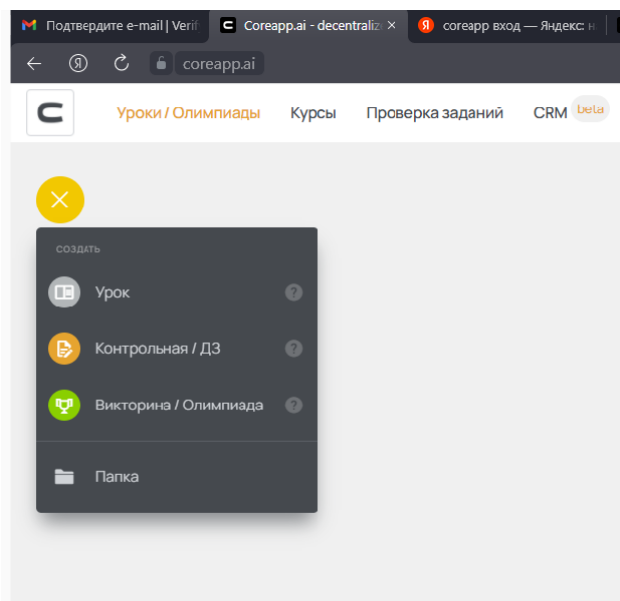 Подтвердите e-mail | Verif
Coreapp.ai - decentraliz
coreapp вход — Яндекс: н
coreapp.ai
Уроки / Олимпиады Курсы Проверка заданий CRM beta
СОЗДАТЬ
Урок ?
Контрольная / ДЗ ?
Викторина / Олимпиада ?
Папка